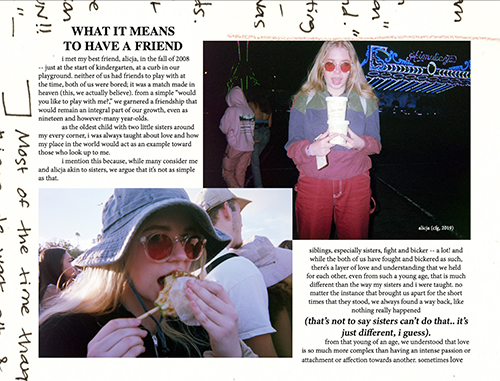 WHAT IT MEANS
TO HAVE A FRIEND
i met my best friend, alicja, in the fall of 2008
-- just at the start of kindergarten, at a curb in our
playground. neither of us had friends to play with at
the time, both of us were bored; it was a match made in
heaven (this, we actually believe). from a simple "would
you like to play with me?," we garnered a friendship that
would remain an integral part of our growth, even as
nineteen and however-many year-olds.
as the oldest child with two little sisters around
my every corner, i was always taught about love and how
my place in the world would act as an example toward
those who look up to me.
i mention this because, while many consider me
and alicja akin to sisters, we argue that it's not as simple
as that.
alicja (cfg, 2019)
siblings, especially sisters, fight and bicker -- a lot! and
while the both of us have fought and bickered as such,
there's a layer of love and understanding that we held
for each other, even from such a young age, that is much
different than the way my sisters and i were taught. no
matter the instance that brought us apart for the short
times that they stood, we always found a way back, like
nothing really happened
(that's not to say sisters can't do that.. it's
just different, i guess).
from that young of an age, we understood that love
is so much more complex than having an intense passion or
attachment or affection towards another. sometimes love
Most of the time than